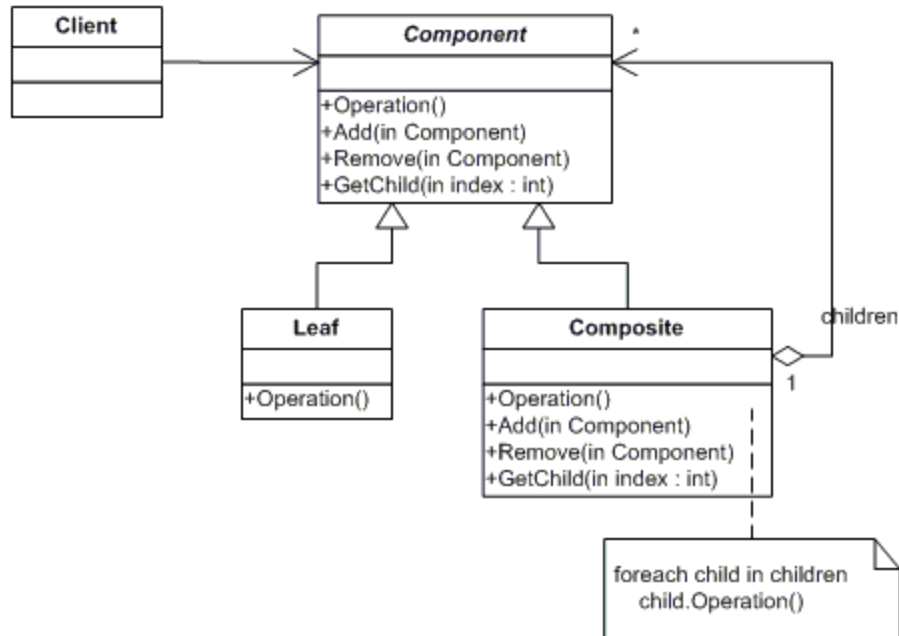 Client
Component
*
+Operation()
+Add(in Component)
+Remove(in Component)
+GetChild(in index : int)
children
Leaf
+Operation()
Composite
1
+Operation()
+Add(in Component)
+Remove(in Component)
+GetChild(in index : int)
foreach child in children
child.Operation()